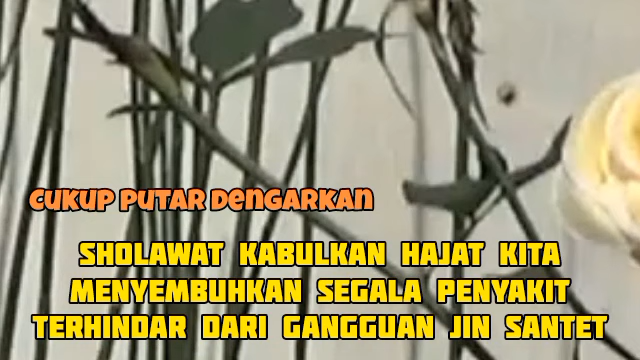 CUKUP PUTAR DENGARKAN
SHOLAWAT KABULKAN HAJAT KITA
MENYEMBUHKAN SEGALA PENYAKIT
TERHINDAR DARI GANGGUAN JIN SANTET